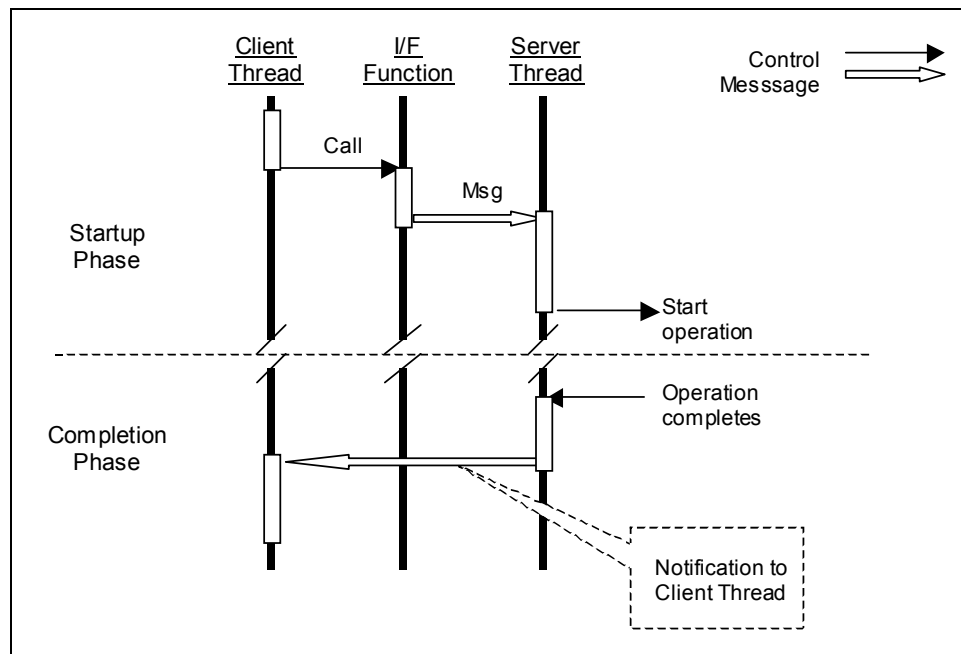 Client
Thread
I/F
Function
Server
Thread
Control
Messsage
Call
Msg
Startup
Phase
Start
operation
Operation
completes
Completion
Phase
Notification to
Client Thread